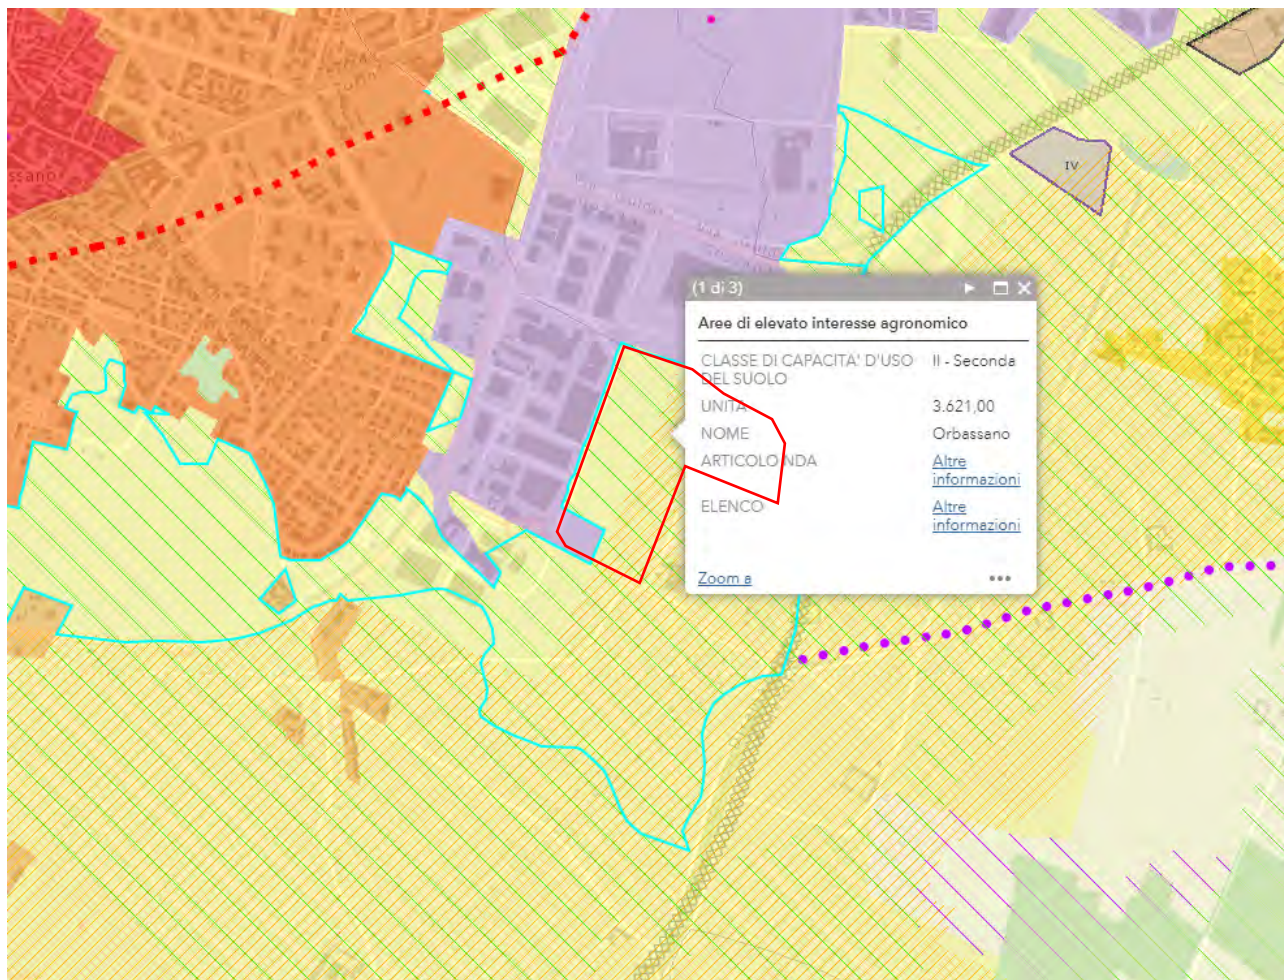 ssano
IV
(1 di 3)
Aree di elevato interesse agronomico
CLASSE DI CAPACITA' D'USO II - Seconda
DEL SUOLO
UNITA' 3.621,00
NOME Orbassano
ARTICOLO NDA Altre
informazioni
ELENCO Altre
informazioni
Zoom a